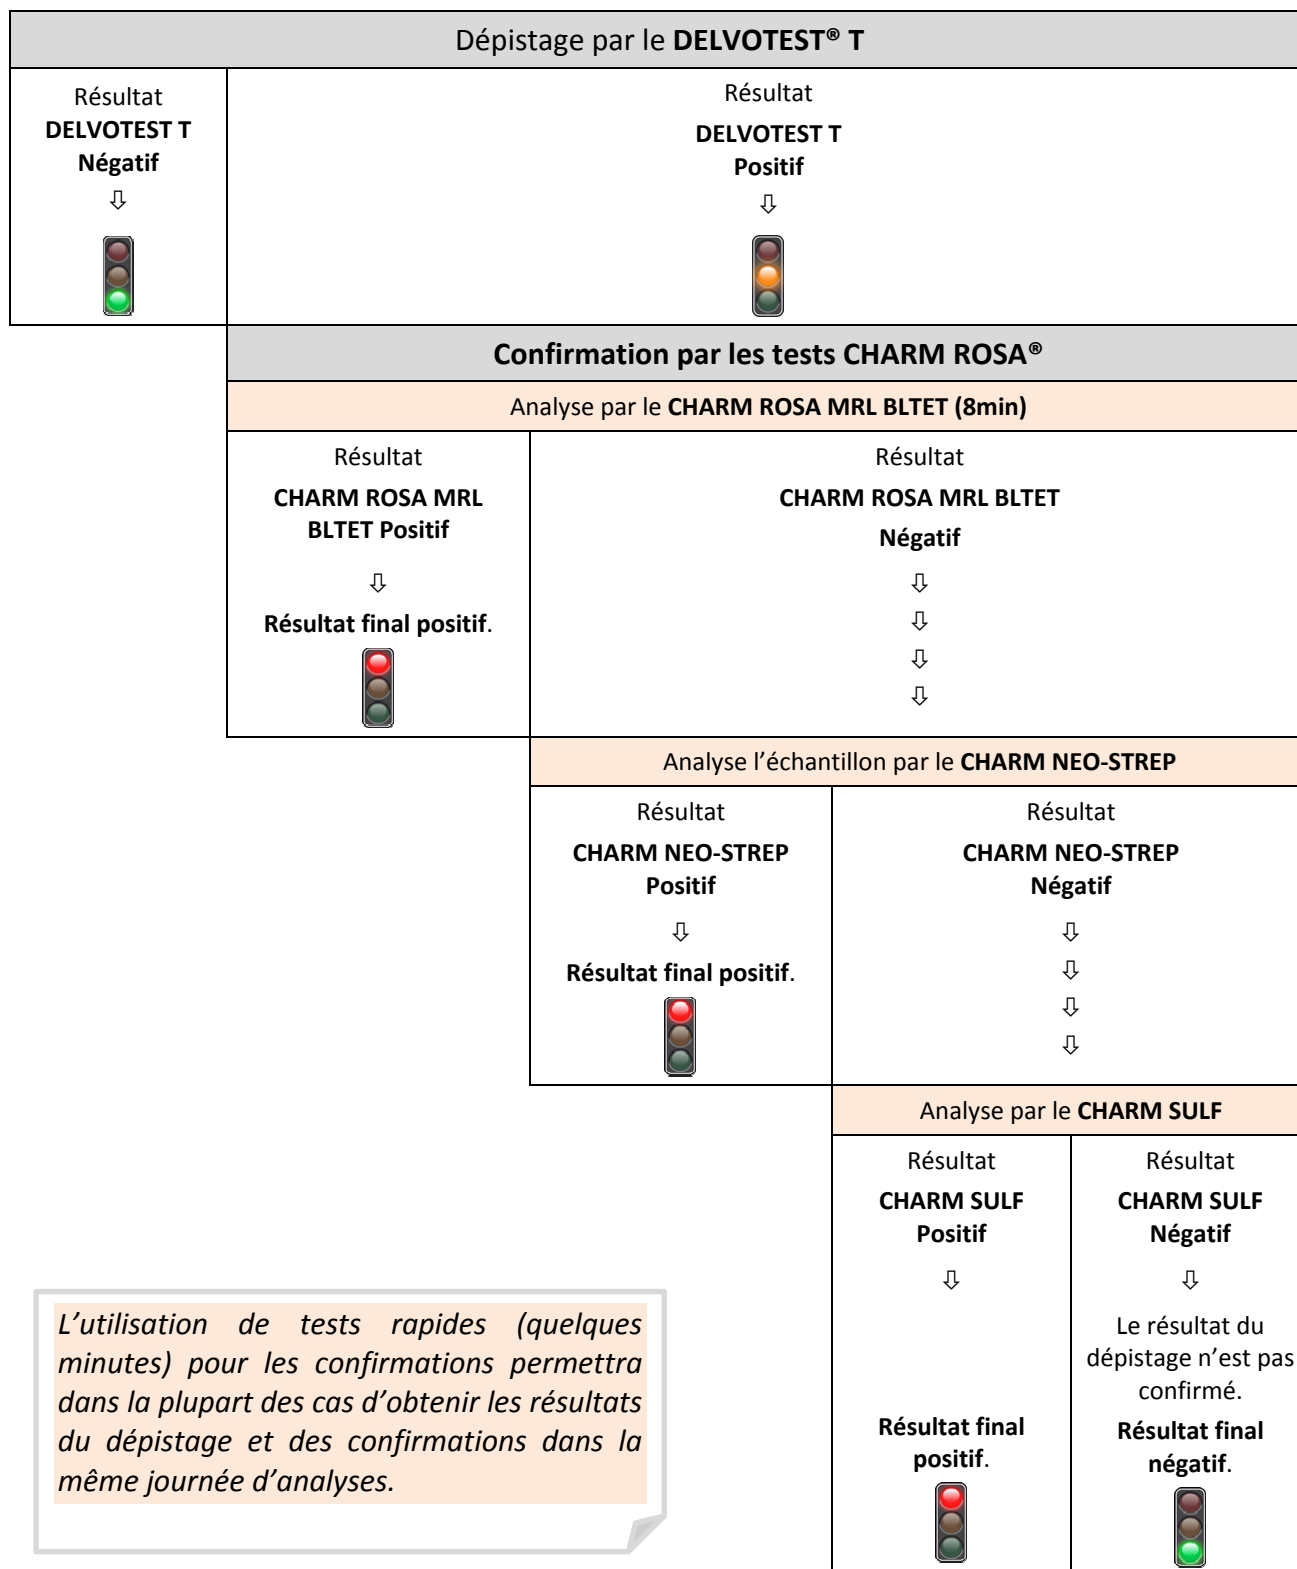 Dépistage par le DELVOTEST® T
Résultat
DELVOTEST T
Négatif
⇩
Résultat
DELVOTEST T
Positif
⇩
Confirmation par les tests CHARM ROSA®
Analyse par le CHARM ROSA MRL BLTET (8min)
Résultat
CHARM ROSA MRL
BLTET Positif
⇩
Résultat final positif.
Résultat
CHARM ROSA MRL BLTET
Négatif
⇩
⇩
⇩
⇩
Analyse l’échantillon par le CHARM NEO-STREP
Résultat
CHARM NEO-STREP
Positif
⇩
Résultat final positif.
Résultat
CHARM NEO-STREP
Négatif
⇩
⇩
⇩
⇩
Analyse par le CHARM SULF
Résultat
CHARM SULF
Positif
⇩
Résultat final
positif.
Résultat
CHARM SULF
Négatif
⇩
Le résultat du
dépistage n’est pas
confirmé.
Résultat final
négatif.
L’utilisation de tests rapides (quelques
minutes) pour les confirmations permettra
dans la plupart des cas d’obtenir les résultats
du dépistage et des confirmations dans la
même journée d’analyses.